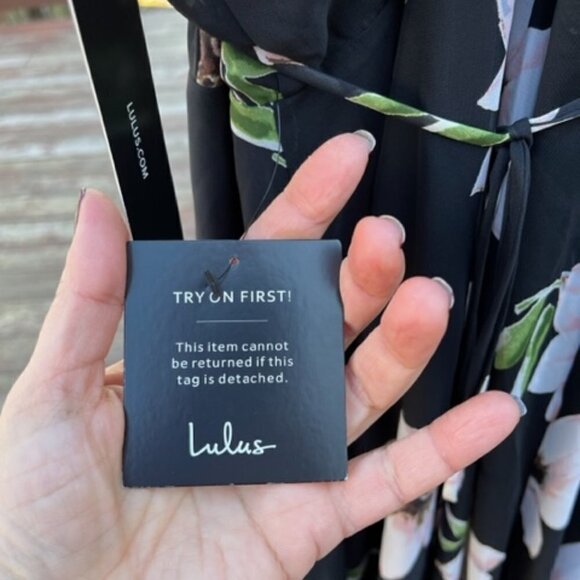 LULUS.COM
TRY ON FIRST!
This item cannot
be returned if this
tag is detached.
Lulus